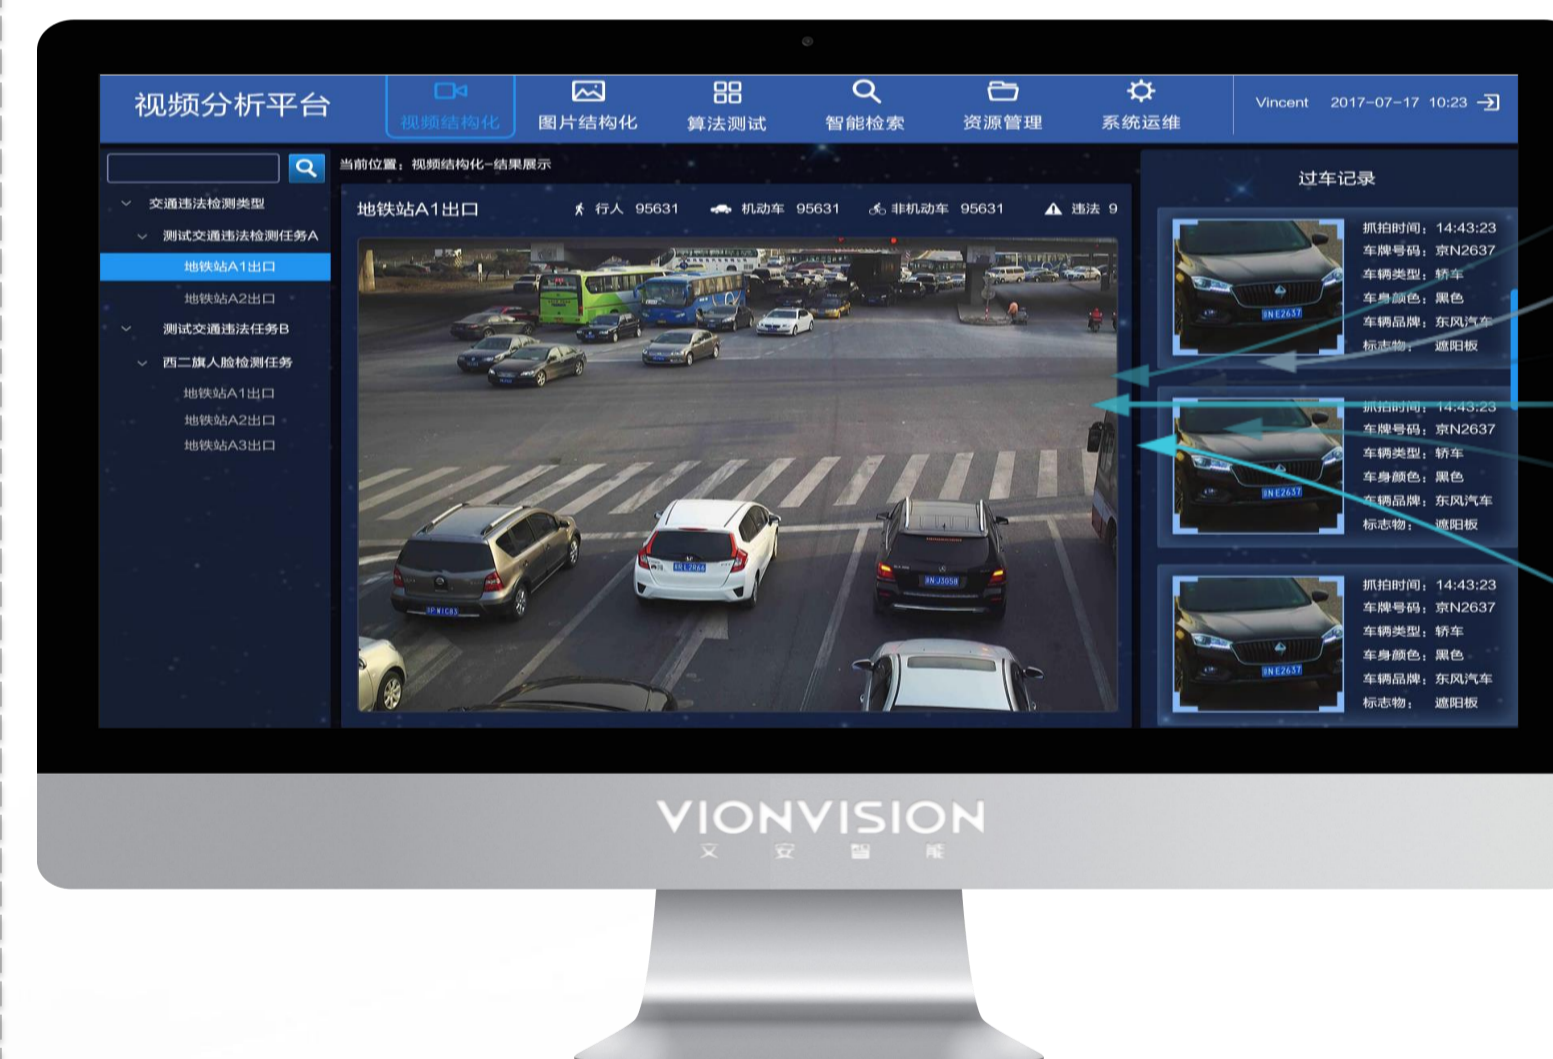 视频分析平台
视频结构化
图片结构化
算法测试
智能检索
资源管理
系统运维
Vincent 2017-07-17 10:23
当前位置：视频结构化-结果展示
交通违法检测类型
测试交通违法检测任务A
地铁站A1出口
地铁站A2出口
测试交通违法任务B
西二旗人脸检测任务
地铁站A1出口
地铁站A2出口
地铁站A3出口
地铁站A1出口 行人 95631 机动车 95631 非机动车 95631 违法 9
过车记录
抓拍时间：14:43:23
车牌号码：京N2637
车辆类型：轿车
车身颜色：黑色
车辆品牌：东风汽车
标志物： 遮阳板
抓拍时间：14:43:23
车牌号码：京N2637
车辆类型：轿车
车身颜色：黑色
车辆品牌：东风汽车
标志物： 遮阳板
抓拍时间：14:43:23
车牌号码：京N2637
车辆类型：轿车
车身颜色：黑色
车辆品牌：东风汽车
标志物： 遮阳板
VIONVISION
文安智能